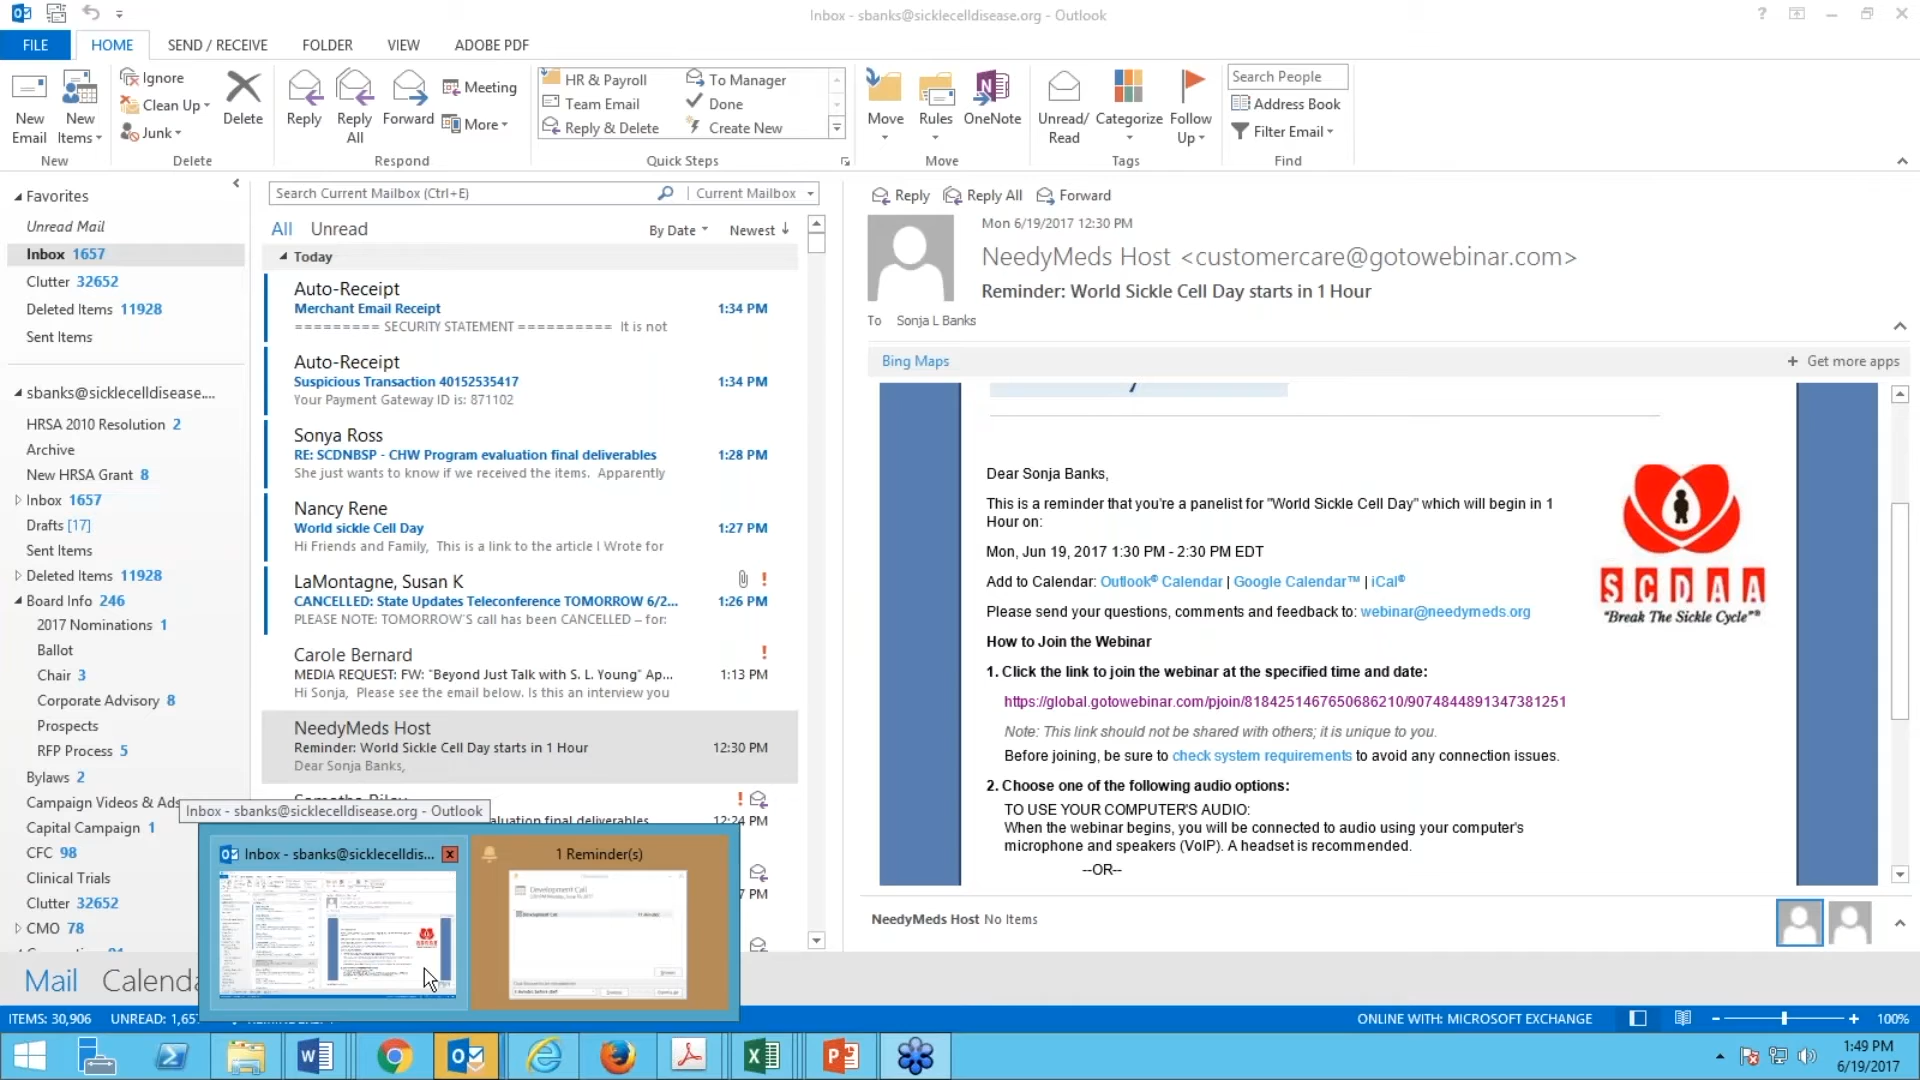 Inbox - sbanks@sicklecelldisease.org - Outlook
FILE HOME SEND / RECEIVE FOLDER VIEW ADOBE PDF
New Email
New Items
Ignore
Clean Up
Junk
Delete
Reply
Reply All
Forward
Meeting
More
HR & Payroll
Team Email
Reply & Delete
To Manager
Done
Create New
Move
Rules
OneNote
Unread/ Read
Categorize
Follow Up
Search People
Address Book
Filter Email
New Delete Respond Quick Steps Move Tags Find
Favorites
Unread Mail
Inbox 1657
Clutter 32652
Deleted Items 11928
Sent Items
sbanks@sicklecelldisease....
HRSA 2010 Resolution 2
Archive
New HRSA Grant 8
Inbox 1657
Drafts [17]
Sent Items
Deleted Items 11928
Board Info 246
2017 Nominations 1
Ballot
Chair 3
Corporate Advisory 8
Prospects
RFP Process 5
Bylaws 2
Campaign Videos & Ads
Capital Campaign 1
CFC 98
Clinical Trials
Clutter 32652
CMO 78
Mail Calenda
Search Current Mailbox (Ctrl+E) Current Mailbox
All Unread By Date Newest
Today
Auto-Receipt
Merchant Email Receipt 1:34 PM
========= SECURITY STATEMENT ========== It is not
Auto-Receipt
Suspicious Transaction 40152535417 1:34 PM
Your Payment Gateway ID is: 871102
Sonya Ross
RE: SCDNBSP - CHW Program evaluation final deliverables 1:28 PM
She just wants to know if we received the items. Apparently
Nancy Rene
World sickle Cell Day 1:27 PM
Hi Friends and Family, This is a link to the article I Wrote for
LaMontagne, Susan K
CANCELLED: State Updates Teleconference TOMORROW 6/2... 1:26 PM
PLEASE NOTE: TOMORROW'S call has been CANCELLED – for:
Carole Bernard
MEDIA REQUEST: FW: "Beyond Just Talk with S. L. Young" Ap... 1:13 PM
Hi Sonja, Please see the email below. Is this an interview you
NeedyMeds Host
Reminder: World Sickle Cell Day starts in 1 Hour 12:30 PM
Dear Sonja Banks,
Inbox - sbanks@sicklecelldisease.org - Outlook
aluation final deliverables 12:24 PM
Inbox - sbanks@sicklecelldis...
1 Reminder(s)
Development Call
7 PM
Reply Reply All Forward
Mon 6/19/2017 12:30 PM
NeedyMeds Host <customercare@gotowebinar.com>
Reminder: World Sickle Cell Day starts in 1 Hour
To Sonja L Banks
Bing Maps + Get more apps
Dear Sonja Banks,
This is a reminder that you're a panelist for "World Sickle Cell Day" which will begin in 1
Hour on:
Mon, Jun 19, 2017 1:30 PM - 2:30 PM EDT
Add to Calendar: Outlook® Calendar | Google Calendar™ | iCal®
Please send your questions, comments and feedback to: webinar@needymeds.org
How to Join the Webinar
1. Click the link to join the webinar at the specified time and date:
https://global.gotowebinar.com/pjoin/8184251467650686210/9074844891347381251
Note: This link should not be shared with others; it is unique to you.
Before joining, be sure to check system requirements to avoid any connection issues.
2. Choose one of the following audio options:
TO USE YOUR COMPUTER'S AUDIO:
When the webinar begins, you will be connected to audio using your computer's
microphone and speakers (VoIP). A headset is recommended.
--OR--
SCDAA
"Break The Sickle Cycle"®
NeedyMeds Host No Items
ITEMS: 30,906 UNREAD: 1,65
ONLINE WITH: MICROSOFT EXCHANGE 100%
1:49 PM
6/19/2017